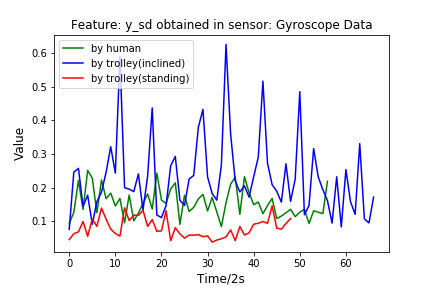 Feature: y_sd obtained in sensor: Gyroscope Data
by human
by trolley(inclined)
by trolley(standing)
0.6
0.5
0.4
0.3
0.2
0.1
Value
0 10 20 30 40 50 60
Time/2s